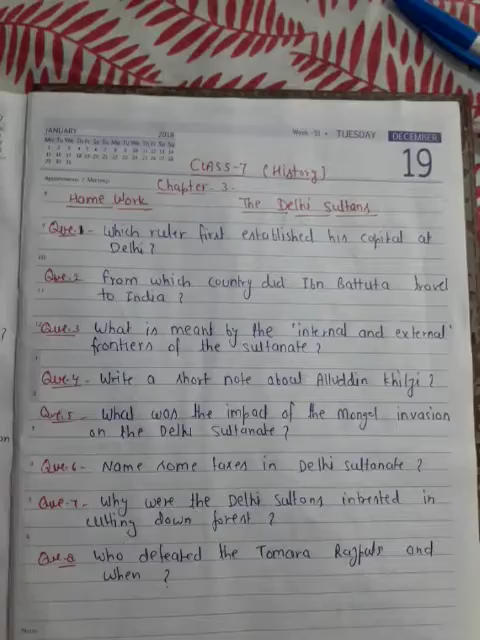 JANUARY 2018
Week - 51 • TUESDAY DECEMBER
19
CLASS-7 (History)
Appointments / Meetings
Chapter - 3.
Home Work The Delhi Sultans
Que.1 - Which ruler first established his capital at
Delhi?
Que.2 From which country did Ibn Battuta travel
to India ?
Que.3 What is meant by the 'internal and external'
frontiers of the sultanate ?
Que.4 - Write a short note about Alluddin Khilji ?
Que.5 - What was the impact of the Mongol invasion
on the Delhi Sultanate ?
Que.6 - Name some taxes in Delhi sultanate ?
Que.7 - Why were the Delhi Sultons intrested in
cutting down forest ?
Que.8 Who defeated the Tomara Rajputs and
when ?
Notes